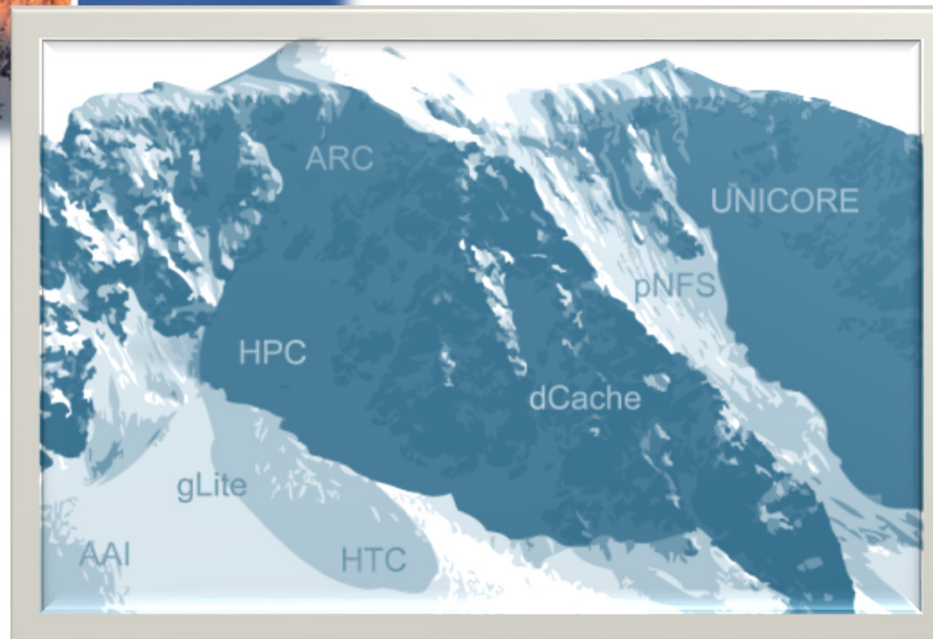 ARC
UNICORE
pNFS
HPC
dCache
gLite
AAI
HTC